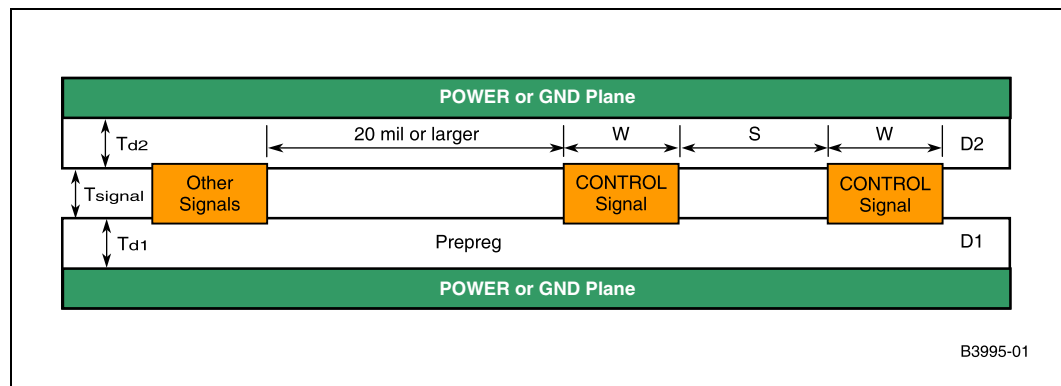 POWER or GND Plane
Td2
20 mil or larger
W
S
W
D2
Tsignal
Other
Signals
CONTROL
Signal
CONTROL
Signal
Td1
Prepreg
D1
POWER or GND Plane
B3995-01